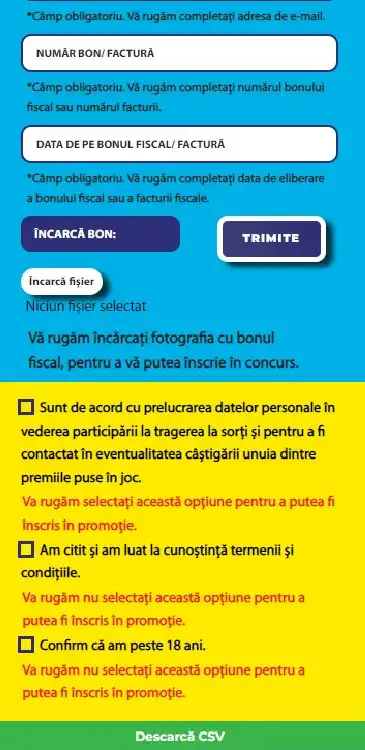 *Câmp obligatoriu. Vă rugăm completați adresa de e-mail.
NUMĂR BON/ FACTURĂ
*Câmp obligatoriu. Vă rugăm completați numărul bonului
fiscal sau numărul facturii.
DATA DE PE BONUL FISCAL/ FACTURĂ
*Câmp obligatoriu. Vă rugăm completați data de eliberare
a bonului fiscal sau a facturii fiscale.
ÎNCARCĂ BON:
TRIMITE
Încarcă fișier
Niciun fișier selectat
Vă rugăm încărcați fotografia cu bonul
fiscal, pentru a vă putea înscrie în concurs.
Sunt de acord cu prelucrarea datelor personale în
vederea participării la tragerea la sorți și pentru a fi
contactat în eventualitatea câștigării unuia dintre
premiile puse în joc.
Va rugăm selectați această opțiune pentru a putea fi
înscris în promoție.
Am citit și am luat la cunoștință termenii și
condițiile.
Va rugăm nu selectați această opțiune pentru a
putea fi înscris în promoție.
Confirm că am peste 18 ani.
Va rugăm nu selectați această opțiune pentru a
putea fi înscris în promoție.
Descarcă CSV